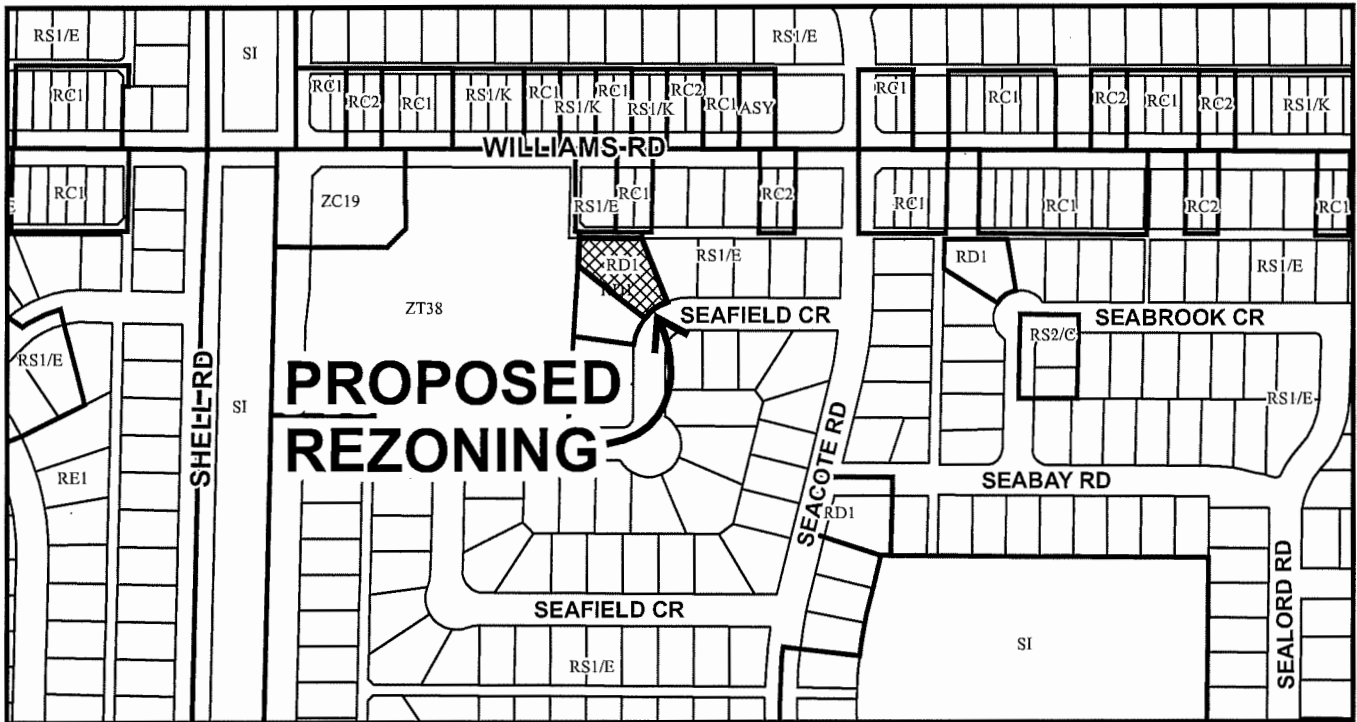 RS1/E
SI
RS1/E
RC1
RC1
RC2
RC1
RS1/K
RC1
RS1/K
RC1
RS1/K
RC2
RC1
ASY
RC1
RC1
RC2
RC1
RC2
RS1/K
WILLIAMS RD
RC1
ZC19
RS1/E
RC1
RC2
RC1
RC1
RC2
RC1
RD1
RS1/E
RD1
RS1/E
ZT38
SEAFIELD CR
SEABROOK CR
RS1/E
RS2/C
SHELL RD
SI
PROPOSED
REZONING
RS1/E
SEACOTE RD
RE1
SEABAY RD
RD1
SEALORD RD
SEAFIELD CR
SI
RS1/E